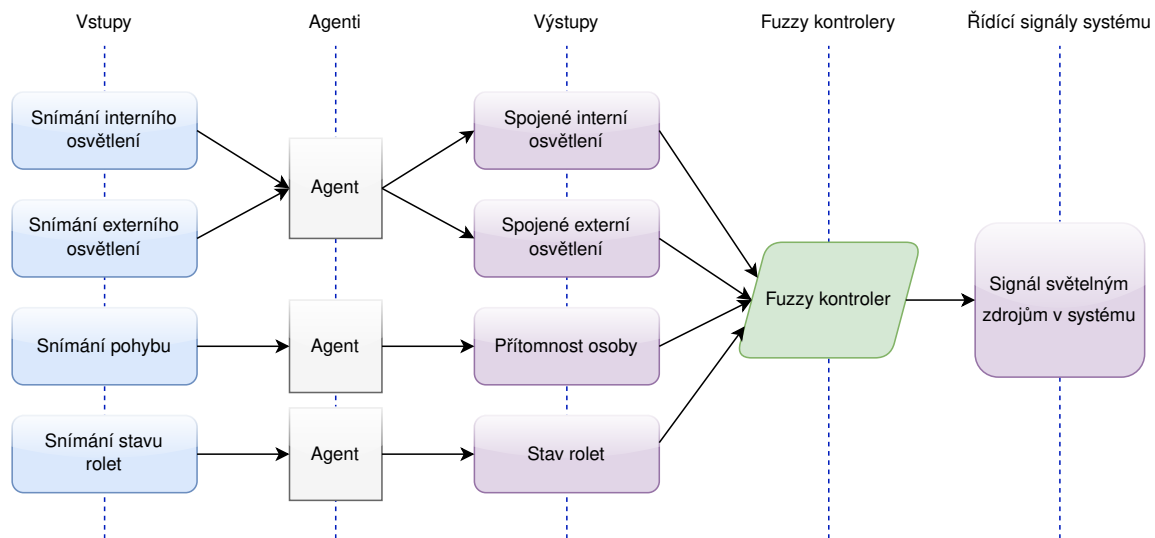 Vstupy
Agenti
Výstupy
Fuzzy kontrolery
Řídící signály systému
Snímání interního
osvětlení
Agent
Spojené interní
osvětlení
Snímání externího
osvětlení
Spojené externí
osvětlení
Fuzzy kontroler
Signál světelným
zdrojům v systému
Snímání pohybu
Agent
Přítomnost osoby
Snímání stavu
rolet
Agent
Stav rolet